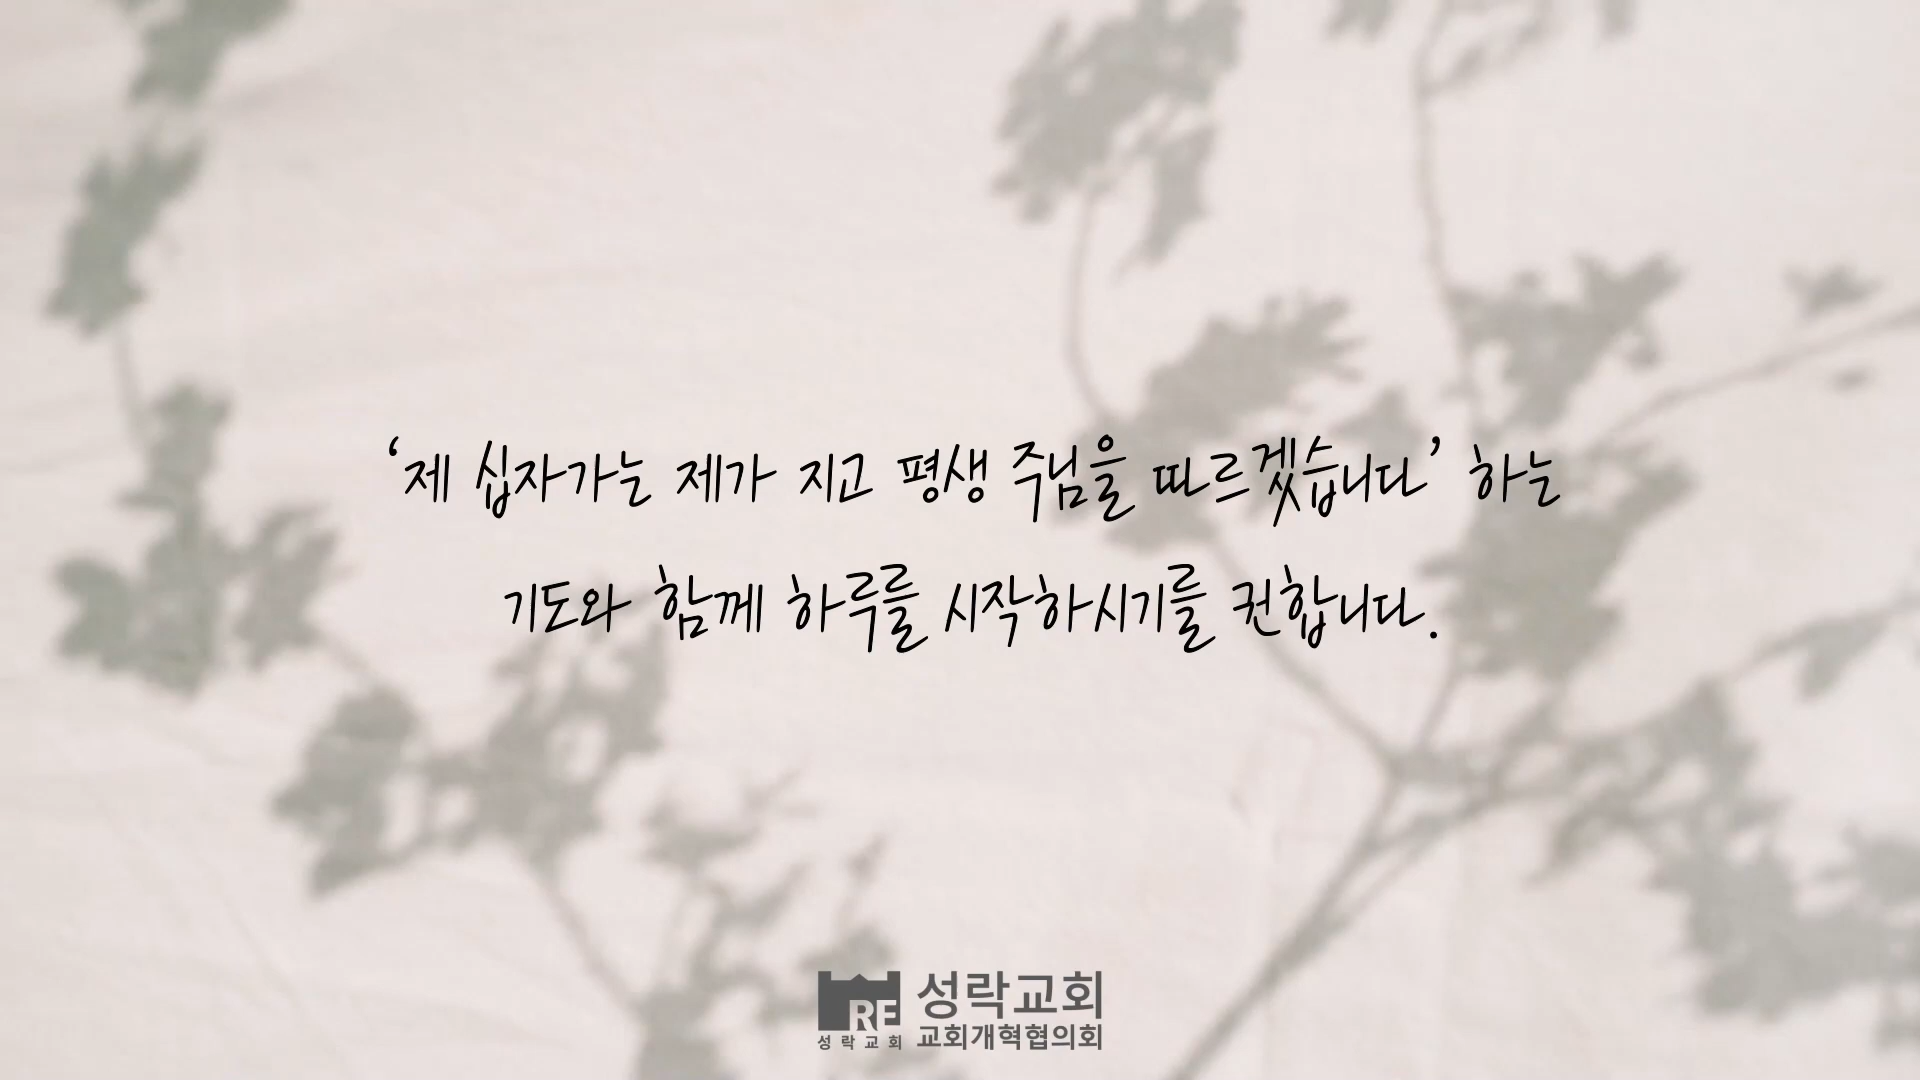 ‘제 십자가는 제가 지고 평생 주님을 따르겠습니다’ 하는
기도와 함께 하루를 시작하시기를 권합니다.
RE
성락교회
성락교회
교회개혁협의회